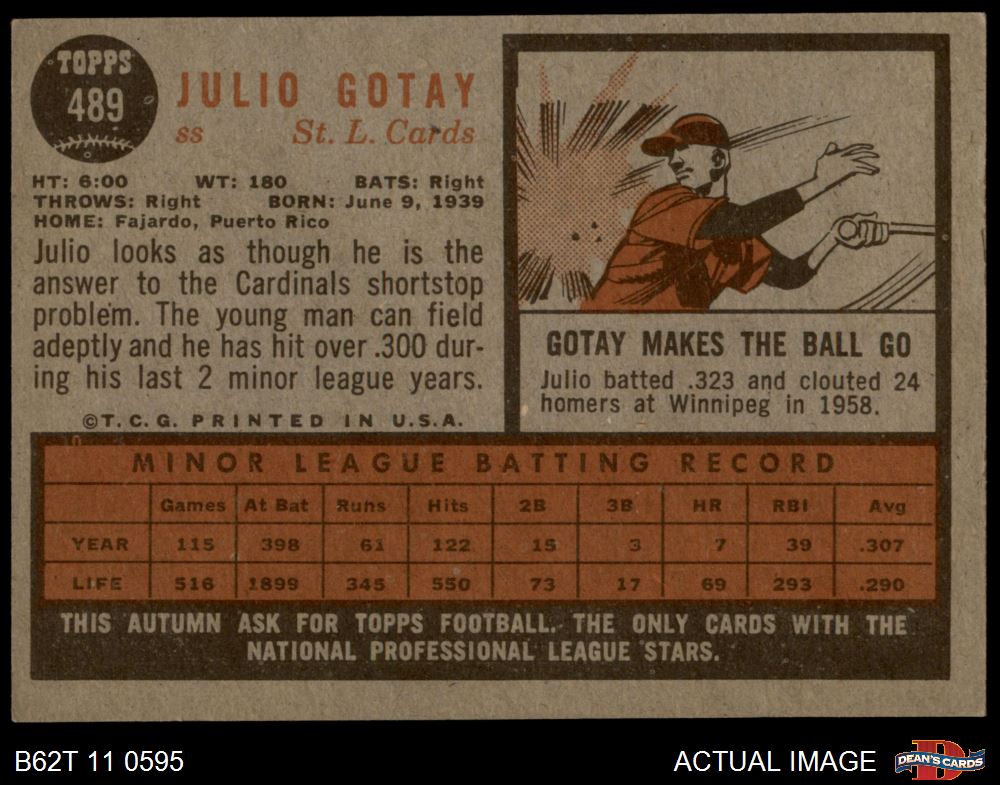 TOPPS
489
JULIO GOTAY
ss St. L. Cards
HT: 6:00 WT: 180 BATS: Right
THROWS: Right BORN: June 9, 1939
HOME: Fajardo, Puerto Rico
Julio looks as though he is the
answer to the Cardinals shortstop
problem. The young man can field
adeptly and he has hit over .300 dur-
ing his last 2 minor league years.
©T.C.G. PRINTED IN U.S.A.
GOTAY MAKES THE BALL GO
Julio batted .323 and clouted 24
homers at Winnipeg in 1958.
MINOR LEAGUE BATTING RECORD
Games At Bat Runs Hits 2B 3B HR RBI Avg
YEAR 115 398 61 122 15 3 7 39 .307
LIFE 516 1899 345 550 73 17 69 293 .290
THIS AUTUMN ASK FOR TOPPS FOOTBALL. THE ONLY CARDS WITH THE
NATIONAL PROFESSIONAL LEAGUE STARS.
B62T 11 0595 ACTUAL IMAGE DEAN'S CARDS